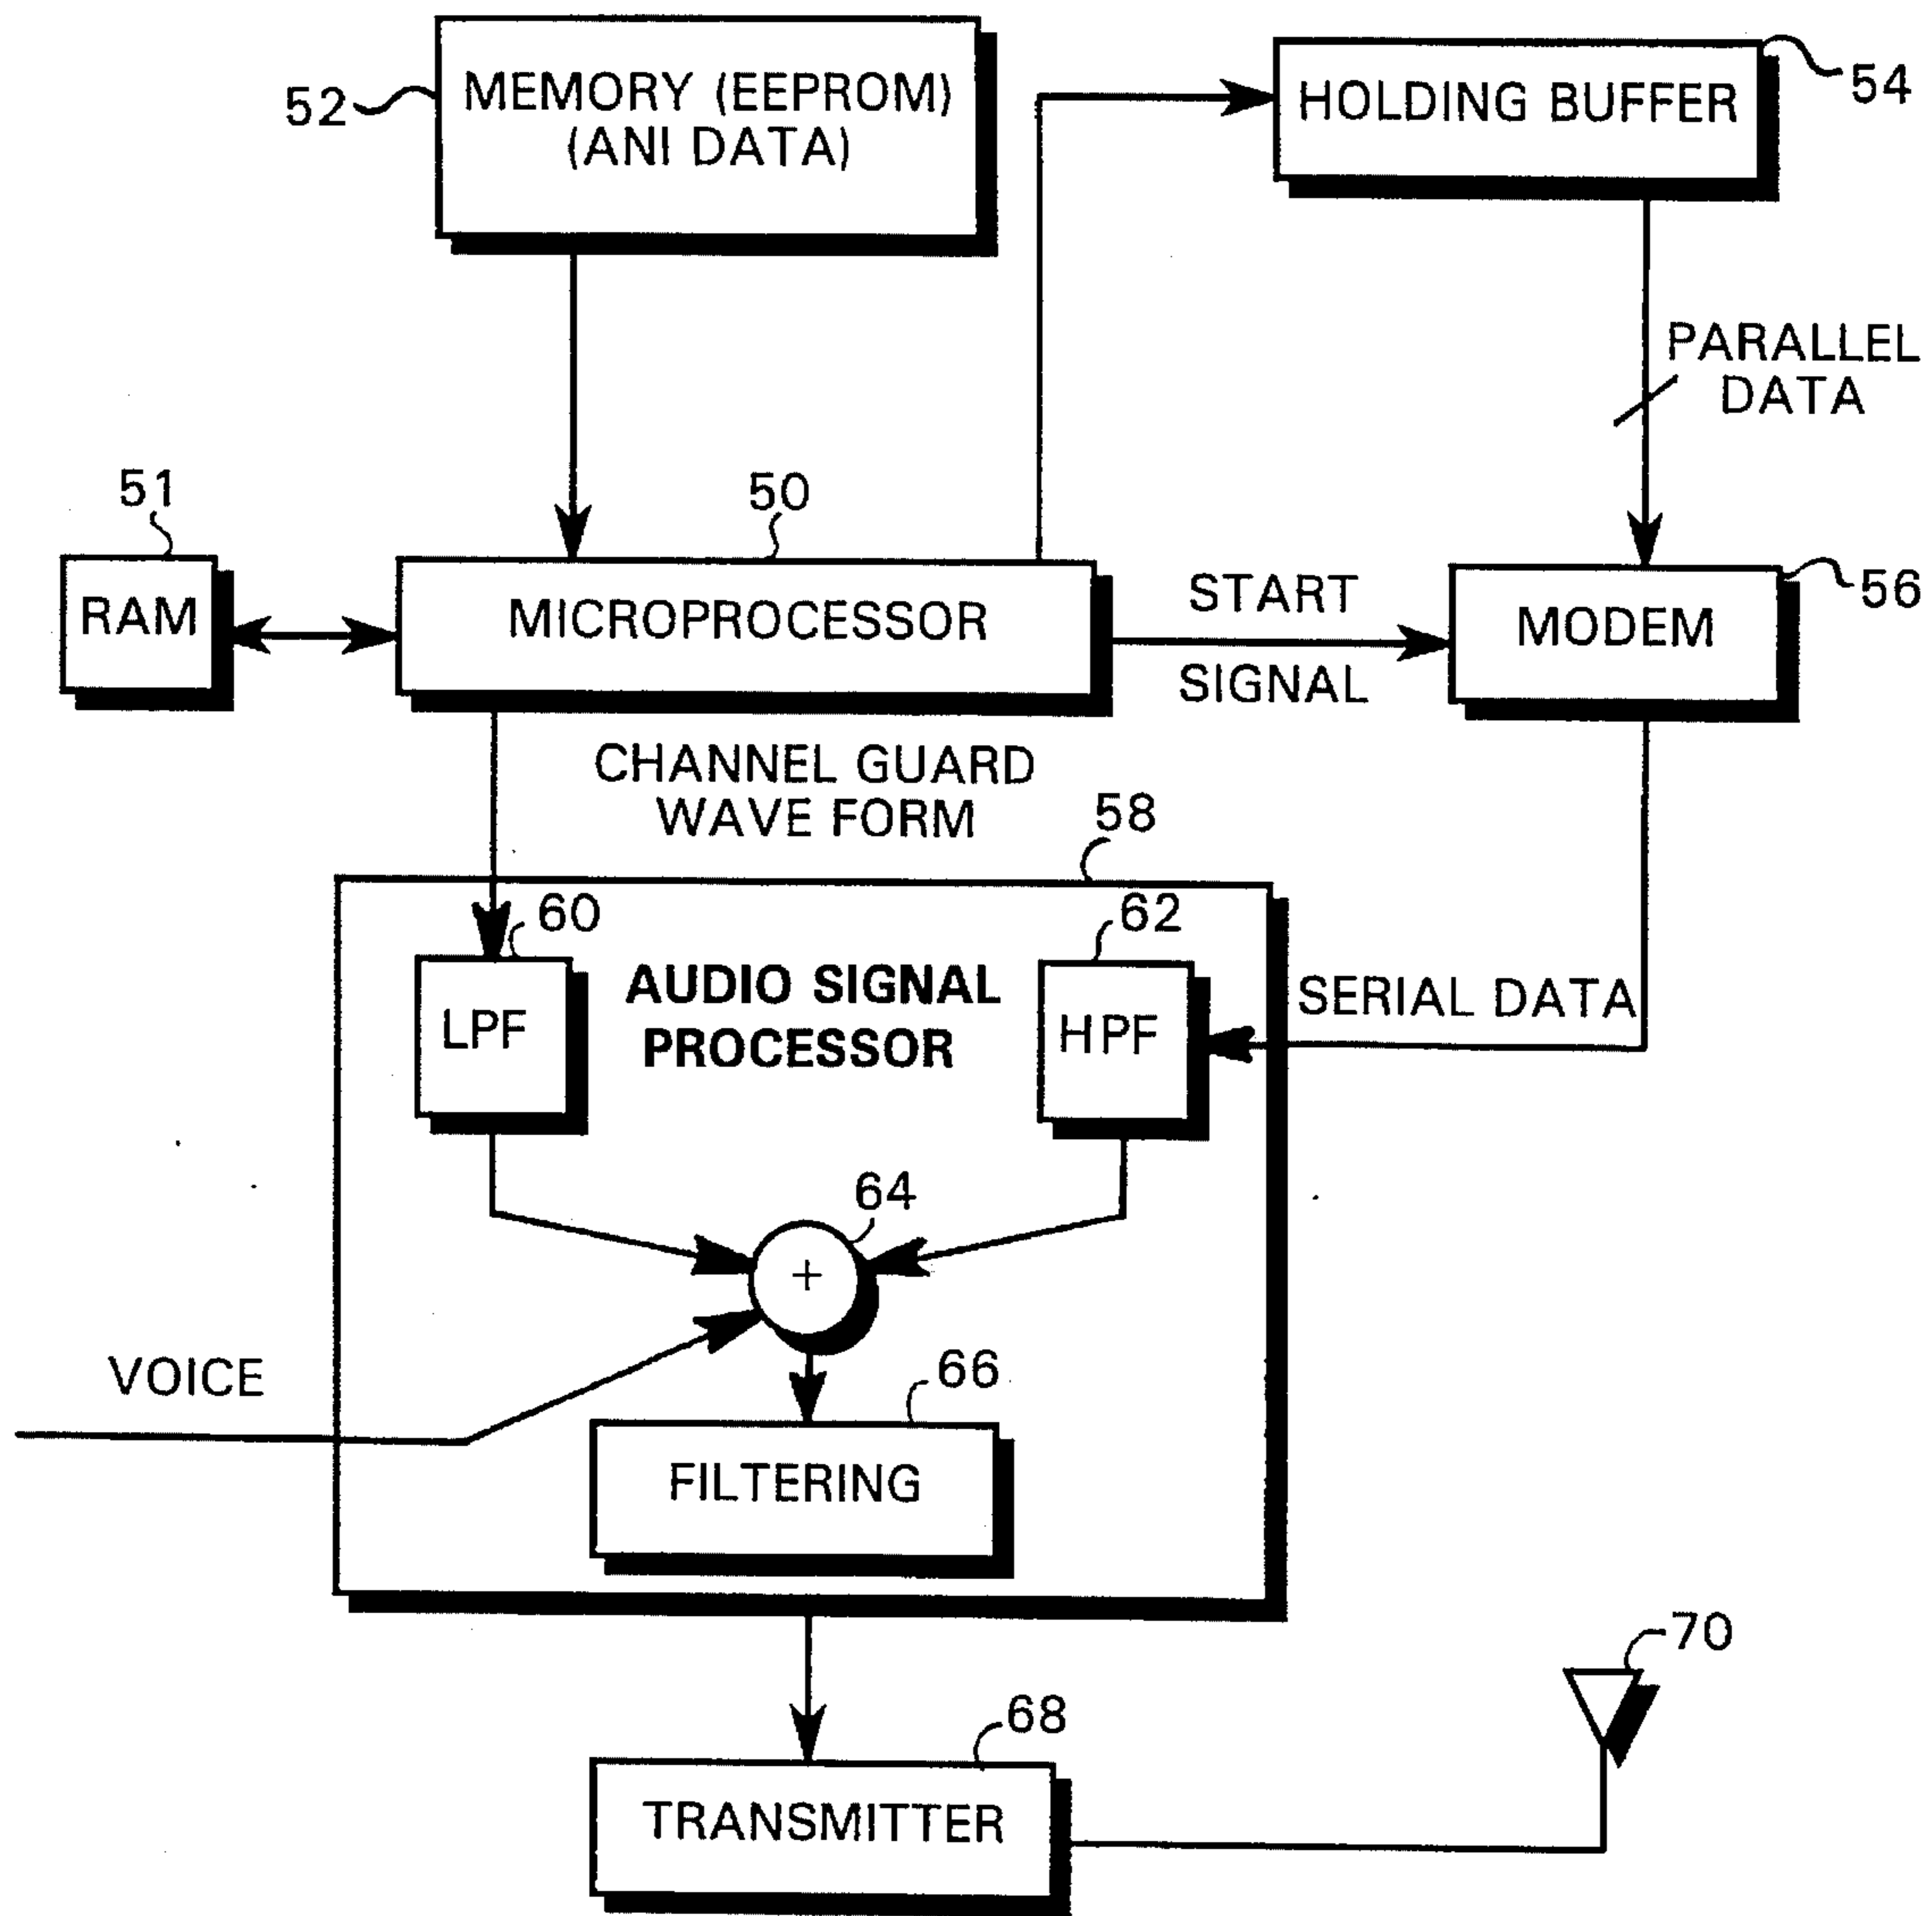 52
MEMORY (EEPROM)
(ANI DATA)
HOLDING BUFFER
54
PARALLEL
DATA
51
RAM
50
MICROPROCESSOR
START
SIGNAL
MODEM
56
CHANNEL GUARD
WAVE FORM
58
60
LPF
AUDIO SIGNAL
PROCESSOR
62
HPF
SERIAL DATA
64
+
VOICE
66
FILTERING
68
TRANSMITTER
70